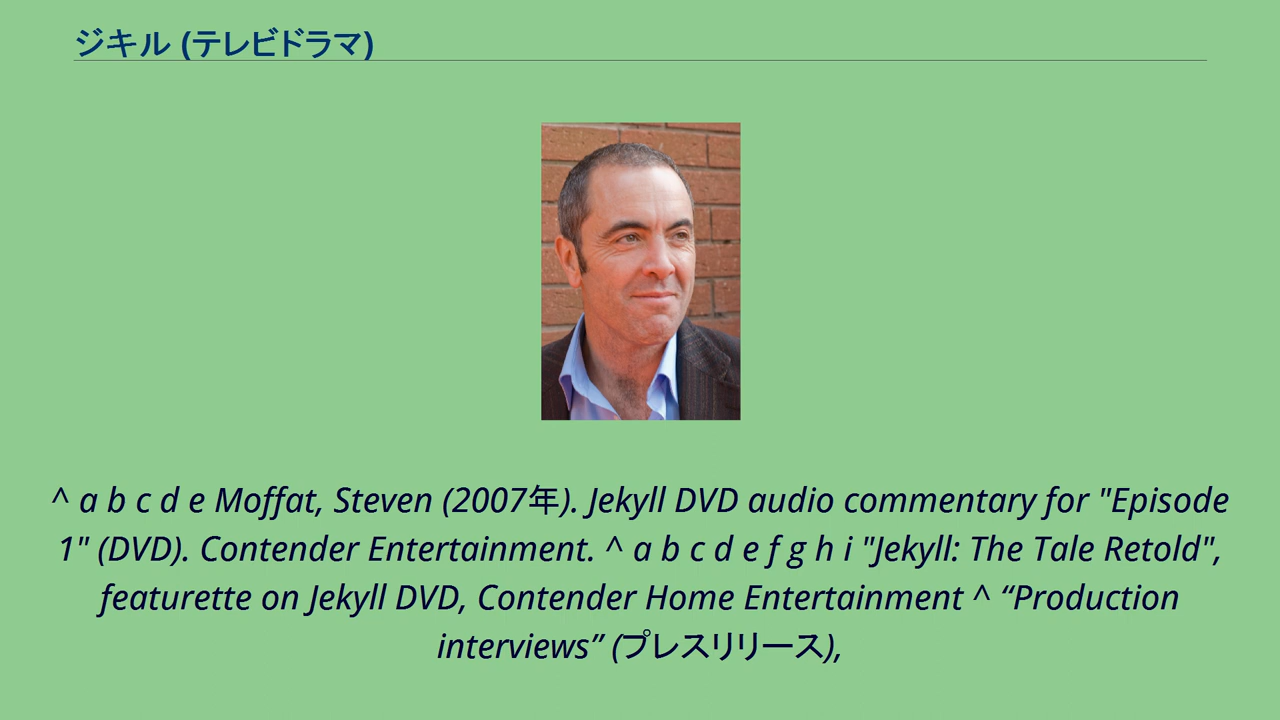 ジキル (テレビドラマ)
^ a b c d e Moffat, Steven (2007年). Jekyll DVD audio commentary for "Episode
1" (DVD). Contender Entertainment. ^ a b c d e f g h i "Jekyll: The Tale Retold",
featurette on Jekyll DVD, Contender Home Entertainment ^ “Production
interviews” (プレスリリース),